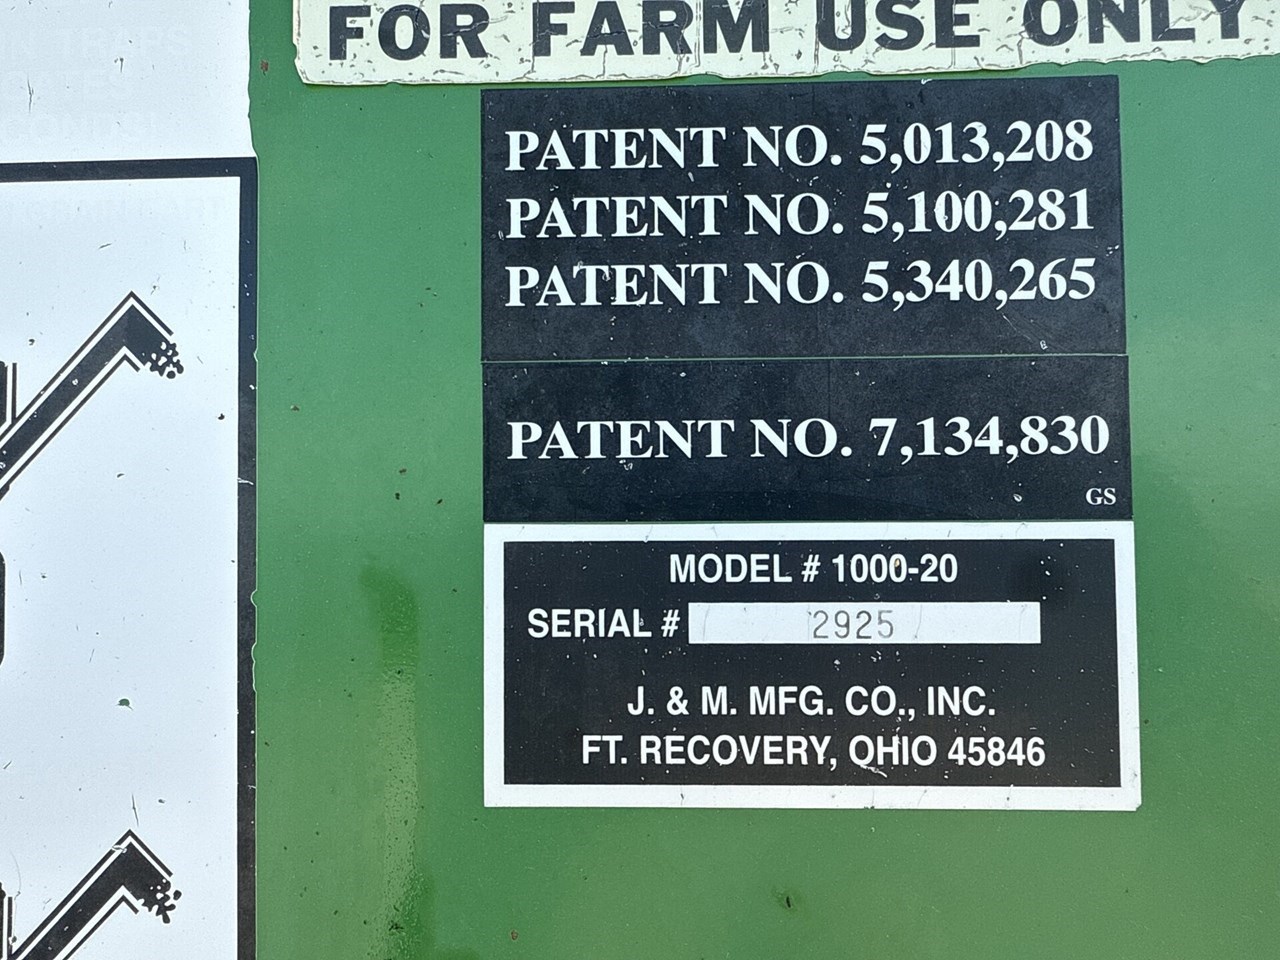 FOR FARM USE ONLY
PATENT NO. 5,013,208
PATENT NO. 5,100,281
PATENT NO. 5,340,265
PATENT NO. 7,134,830
GS
MODEL # 1000-20
SERIAL # 2925
J. & M. MFG. CO., INC.
FT. RECOVERY, OHIO 45846